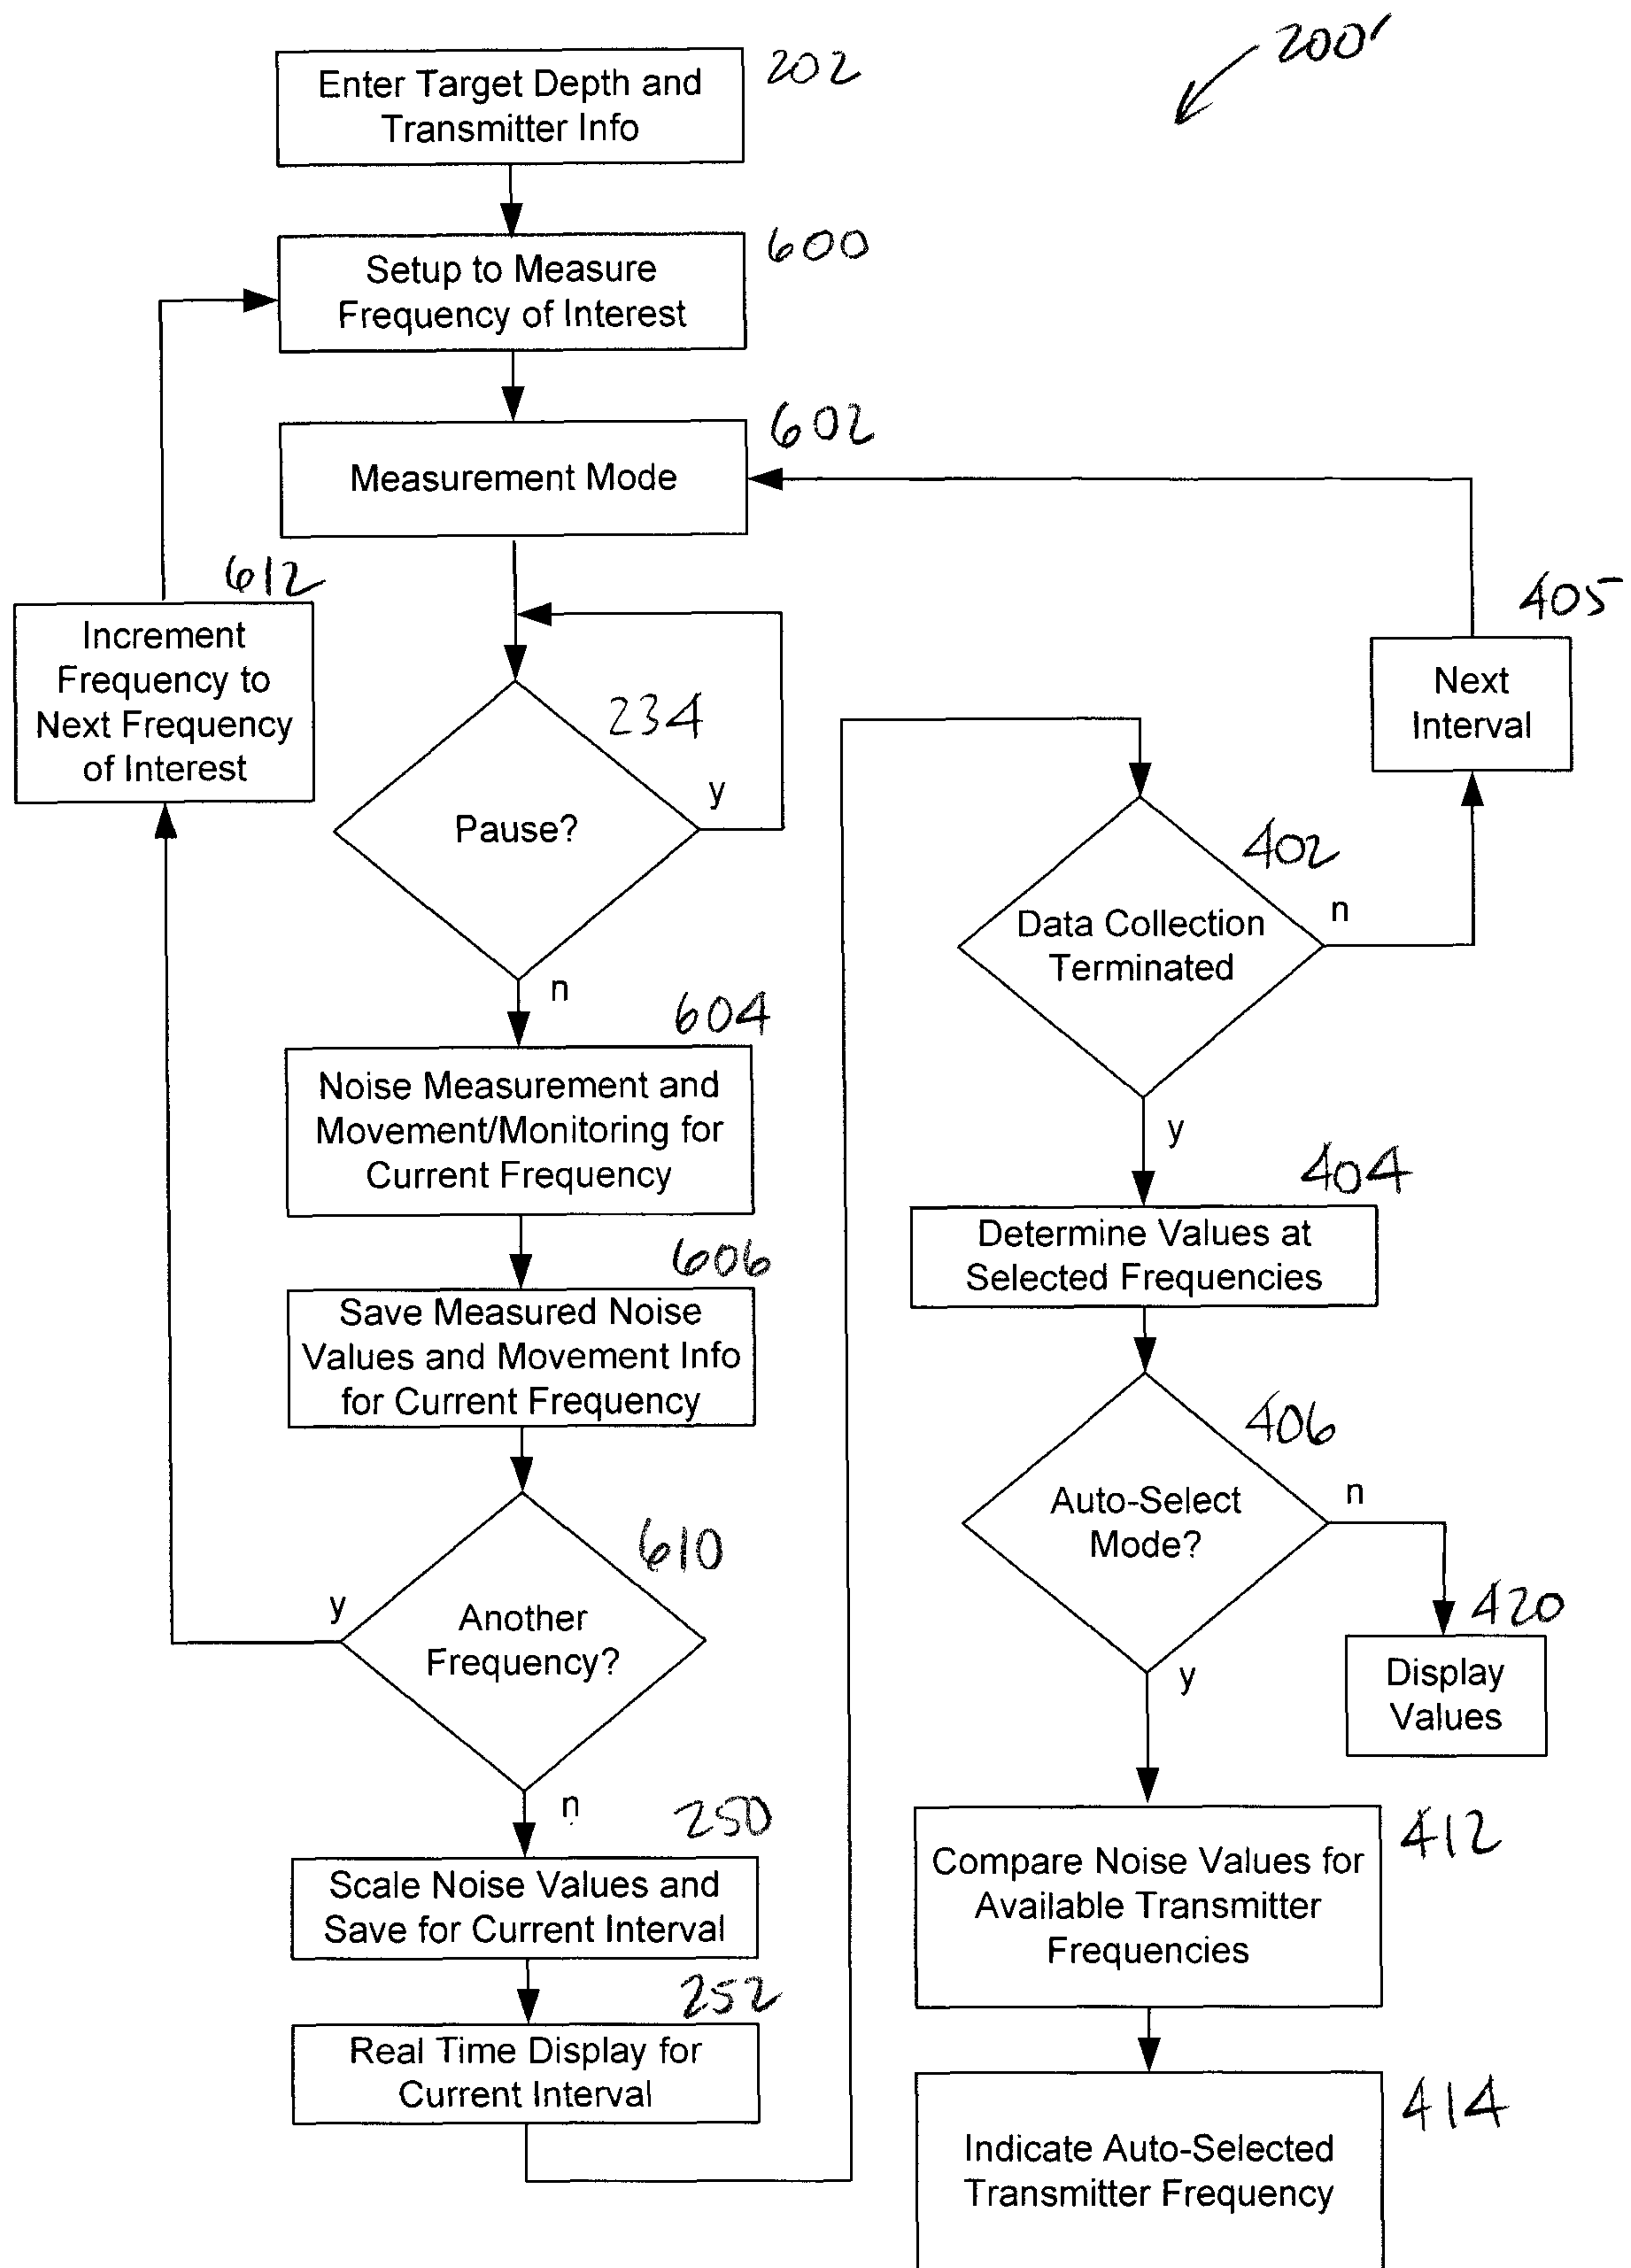 200'
202
Enter Target Depth and
Transmitter Info
600
Setup to Measure
Frequency of Interest
602
Measurement Mode
612
Increment
Frequency to
Next Frequency
of Interest
234
Pause?
y
n
604
Noise Measurement and
Movement/Monitoring for
Current Frequency
606
Save Measured Noise
Values and Movement Info
for Current Frequency
610
Another
Frequency?
y
n
250
Scale Noise Values and
Save for Current Interval
252
Real Time Display for
Current Interval
405
Next
Interval
402
Data Collection
Terminated
n
y
404
Determine Values at
Selected Frequencies
406
Auto-Select
Mode?
n
y
420
Display
Values
412
Compare Noise Values for
Available Transmitter
Frequencies
414
Indicate Auto-Selected
Transmitter Frequency